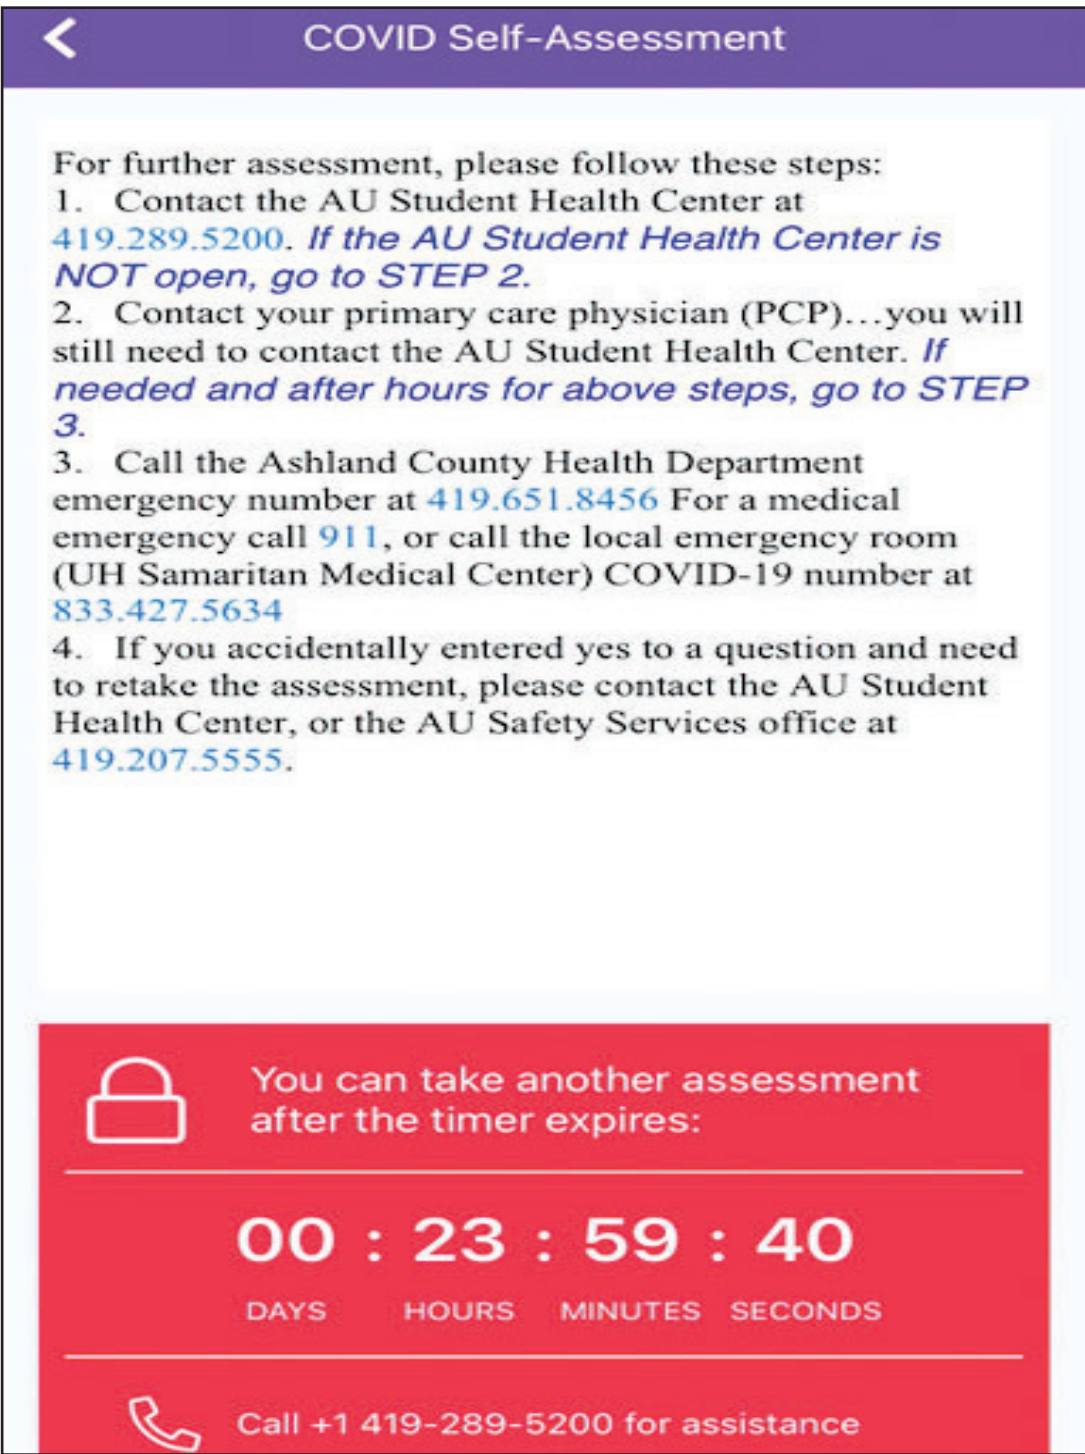 COVID Self-Assessment
For further assessment, please follow these steps:
1. Contact the AU Student Health Center at
419.289.5200. If the AU Student Health Center is
NOT open, go to STEP 2.
2. Contact your primary care physician (PCP)...you will
still need to contact the AU Student Health Center. If
needed and after hours for above steps, go to STEP
3.
3. Call the Ashland County Health Department
emergency number at 419.651.8456 For a medical
emergency call 911, or call the local emergency room
(UH Samaritan Medical Center) COVID-19 number at
833.427.5634
4. If you accidentally entered yes to a question and need
to retake the assessment, please contact the AU Student
Health Center, or the AU Safety Services office at
419.207.5555.
You can take another assessment
after the timer expires:
00 : 23 : 59 : 40
DAYS HOURS MINUTES SECONDS
Call +1 419-289-5200 for assistance